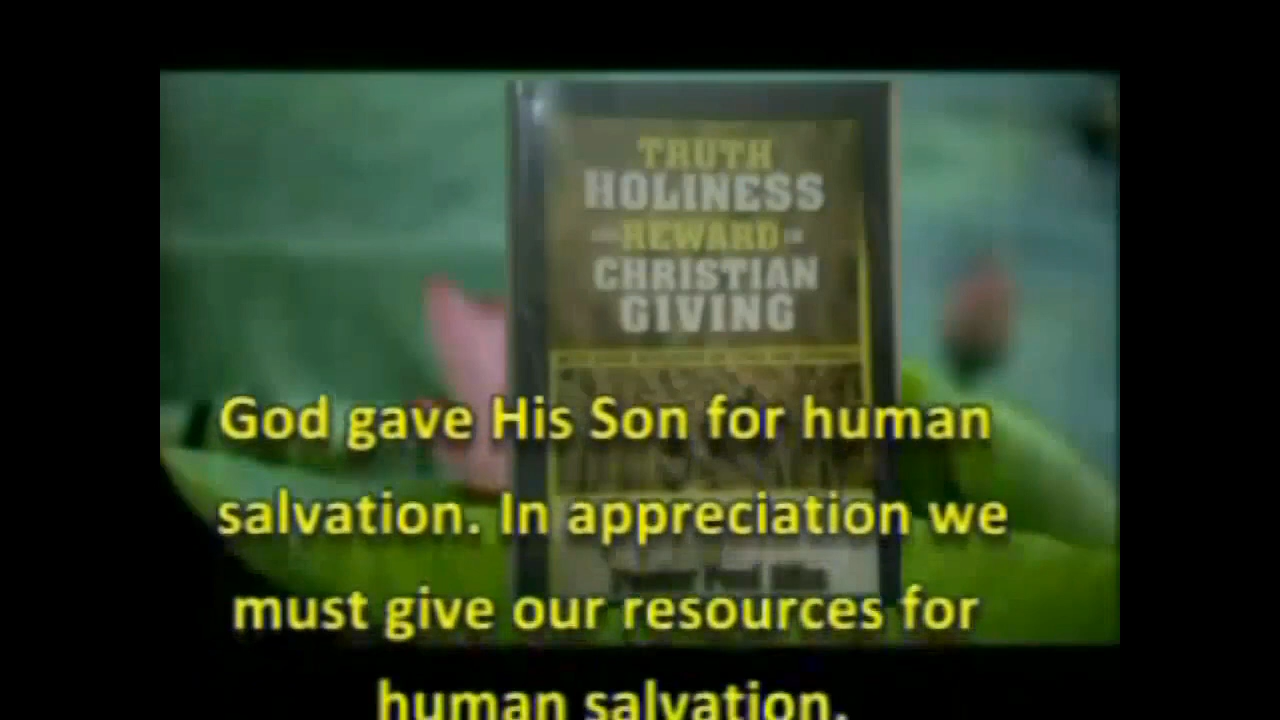 TRUTH
HOLINESS
REWARD
CHRISTIAN
GIVING
God gave His Son for human
salvation. In appreciation we
must give our resources for
human salvation.